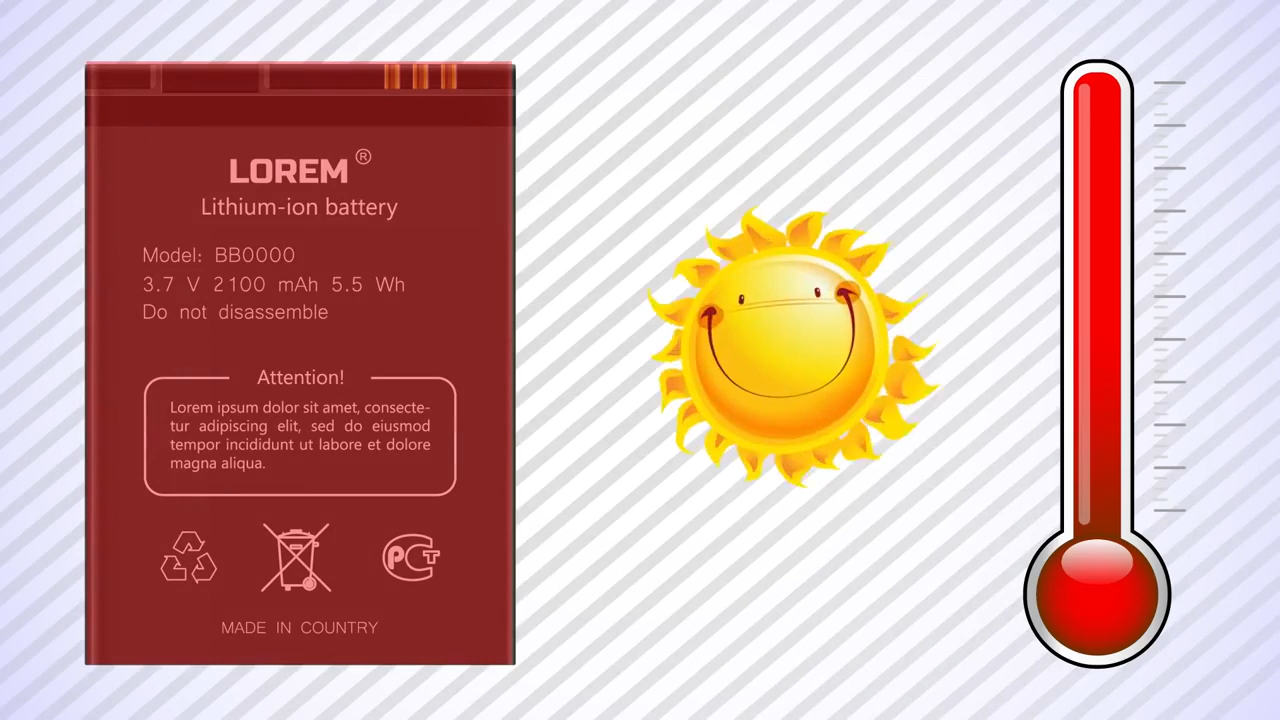 LOREM ®
Lithium-ion battery
Model: BB0000
3.7 V 2100 mAh 5.5 Wh
Do not disassemble
Attention!
Lorem ipsum dolor sit amet, consecte-
tur adipiscing elit, sed do eiusmod
tempor incididunt ut labore et dolore
magna aliqua.
PCT
MADE IN COUNTRY